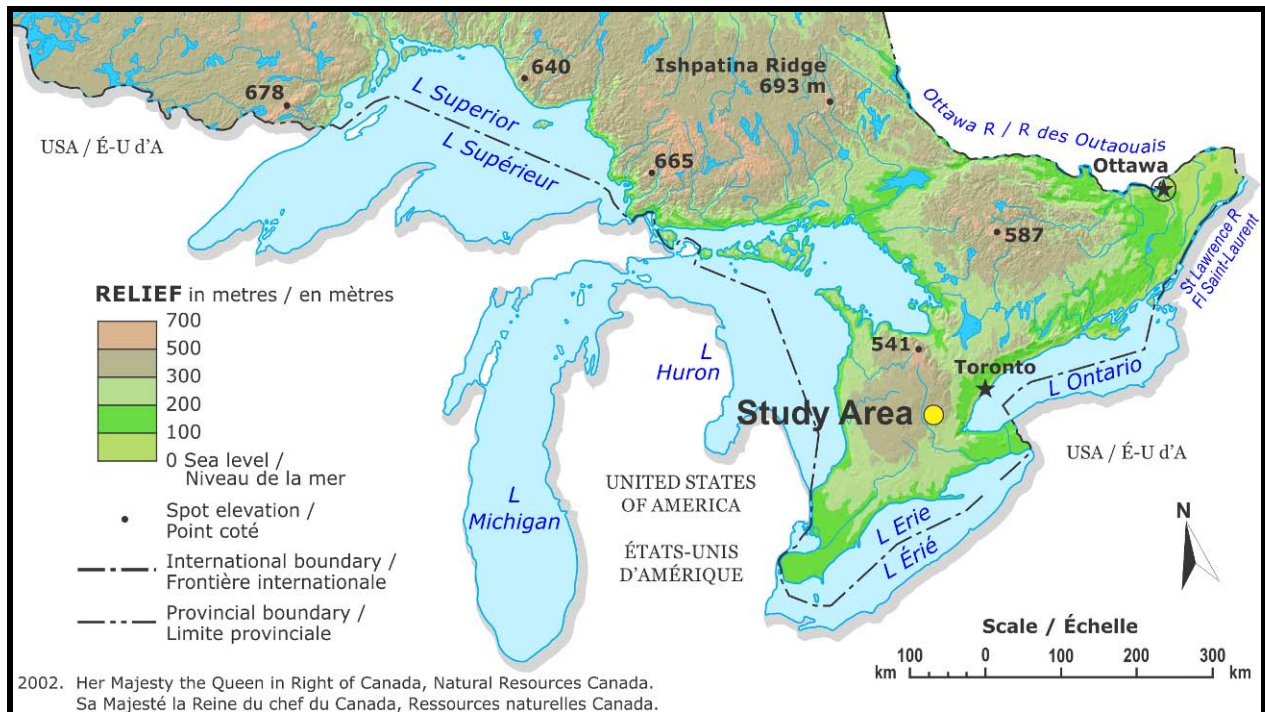 640
Ishpatina Ridge
693 m
678
L Superior
L Supérieur
USA / É-U d'A
665
Ottawa R / R des Outaouais
Ottawa
587
St Lawrence R
Fl Saint-Laurent
RELIEF in metres / en mètres
700
500
300
200
100
0 Sea level /
Niveau de la mer
Spot elevation /
Point coté
International boundary /
Frontière internationale
Provincial boundary /
Limite provinciale
L
Huron
541
Toronto
L Ontario
Study Area
USA / É-U d'A
UNITED STATES
OF AMERICA
ÉTATS-UNIS
D'AMÉRIQUE
L
Michigan
L Erie
L Érié
N
Scale / Échelle
100 0 100 200 300
km km
2002. Her Majesty the Queen in Right of Canada, Natural Resources Canada.
Sa Majesté la Reine du chef du Canada, Ressources naturelles Canada.